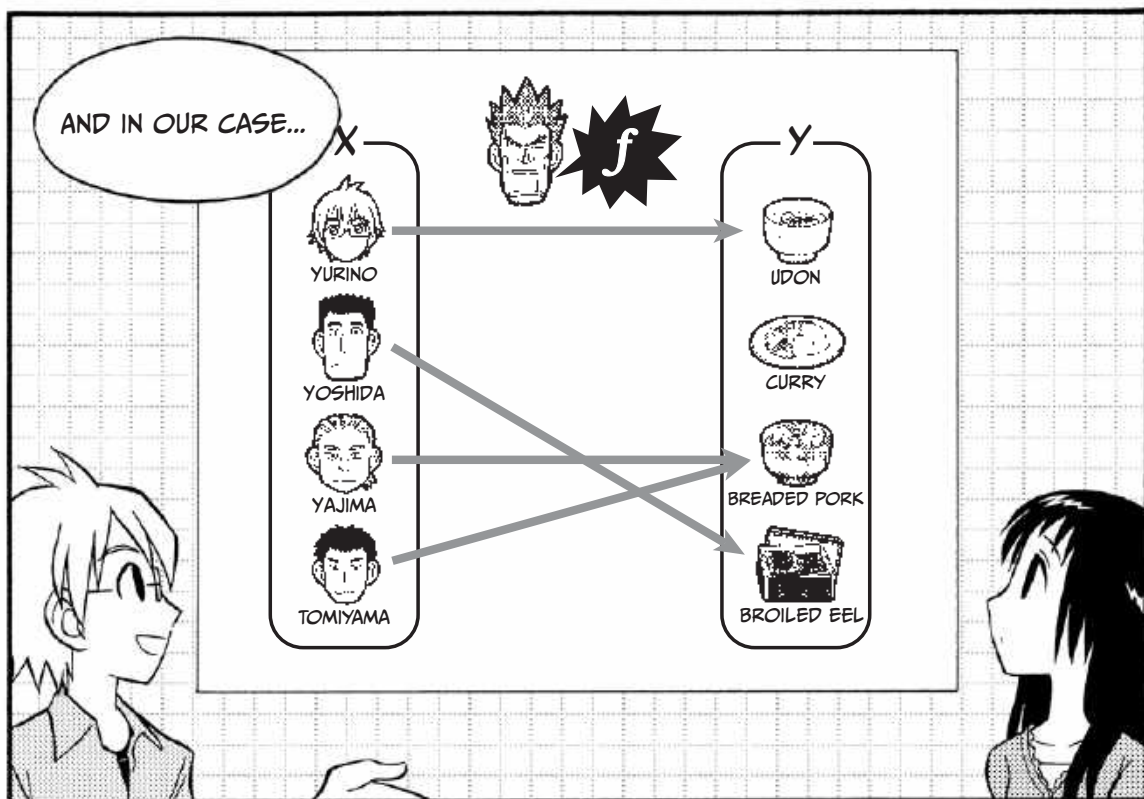 AND IN OUR CASE...
X
f
Y
YURINO
UDON
YOSHIDA
CURRY
YAJIMA
BREADED PORK
TOMIYAMA
BROILED EEL